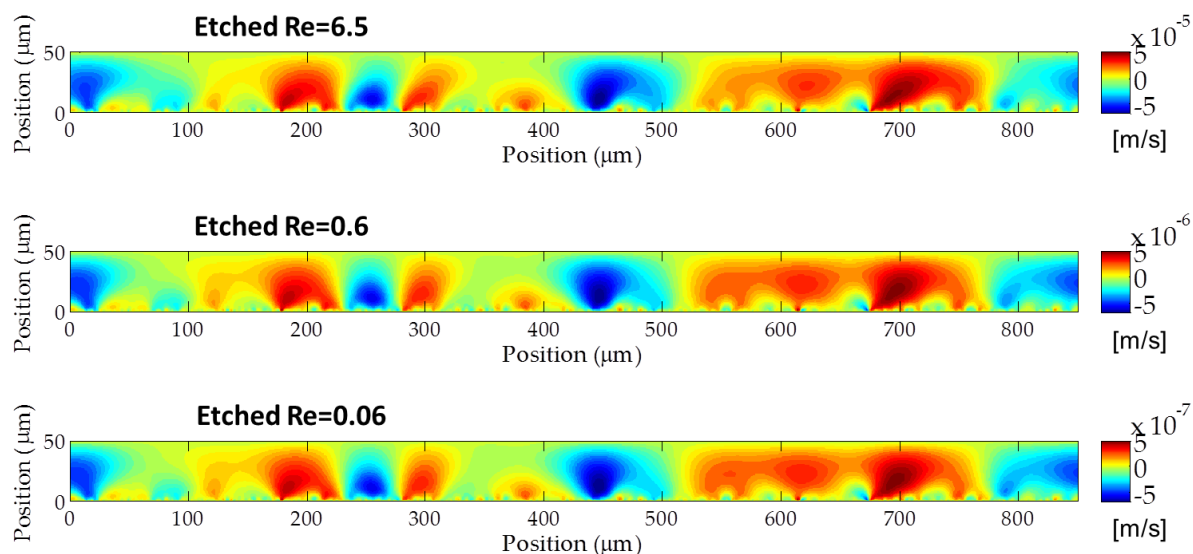 Etched Re=6.5
x 10-5
Position (μm)
50
0
5
0
-5
0 100 200 300 400 500 600 700 800
Position (μm)
[m/s]
Etched Re=0.6
x 10-6
Position (μm)
50
0
5
0
-5
0 100 200 300 400 500 600 700 800
Position (μm)
[m/s]
Etched Re=0.06
x 10-7
Position (μm)
50
0
5
0
-5
0 100 200 300 400 500 600 700 800
Position (μm)
[m/s]